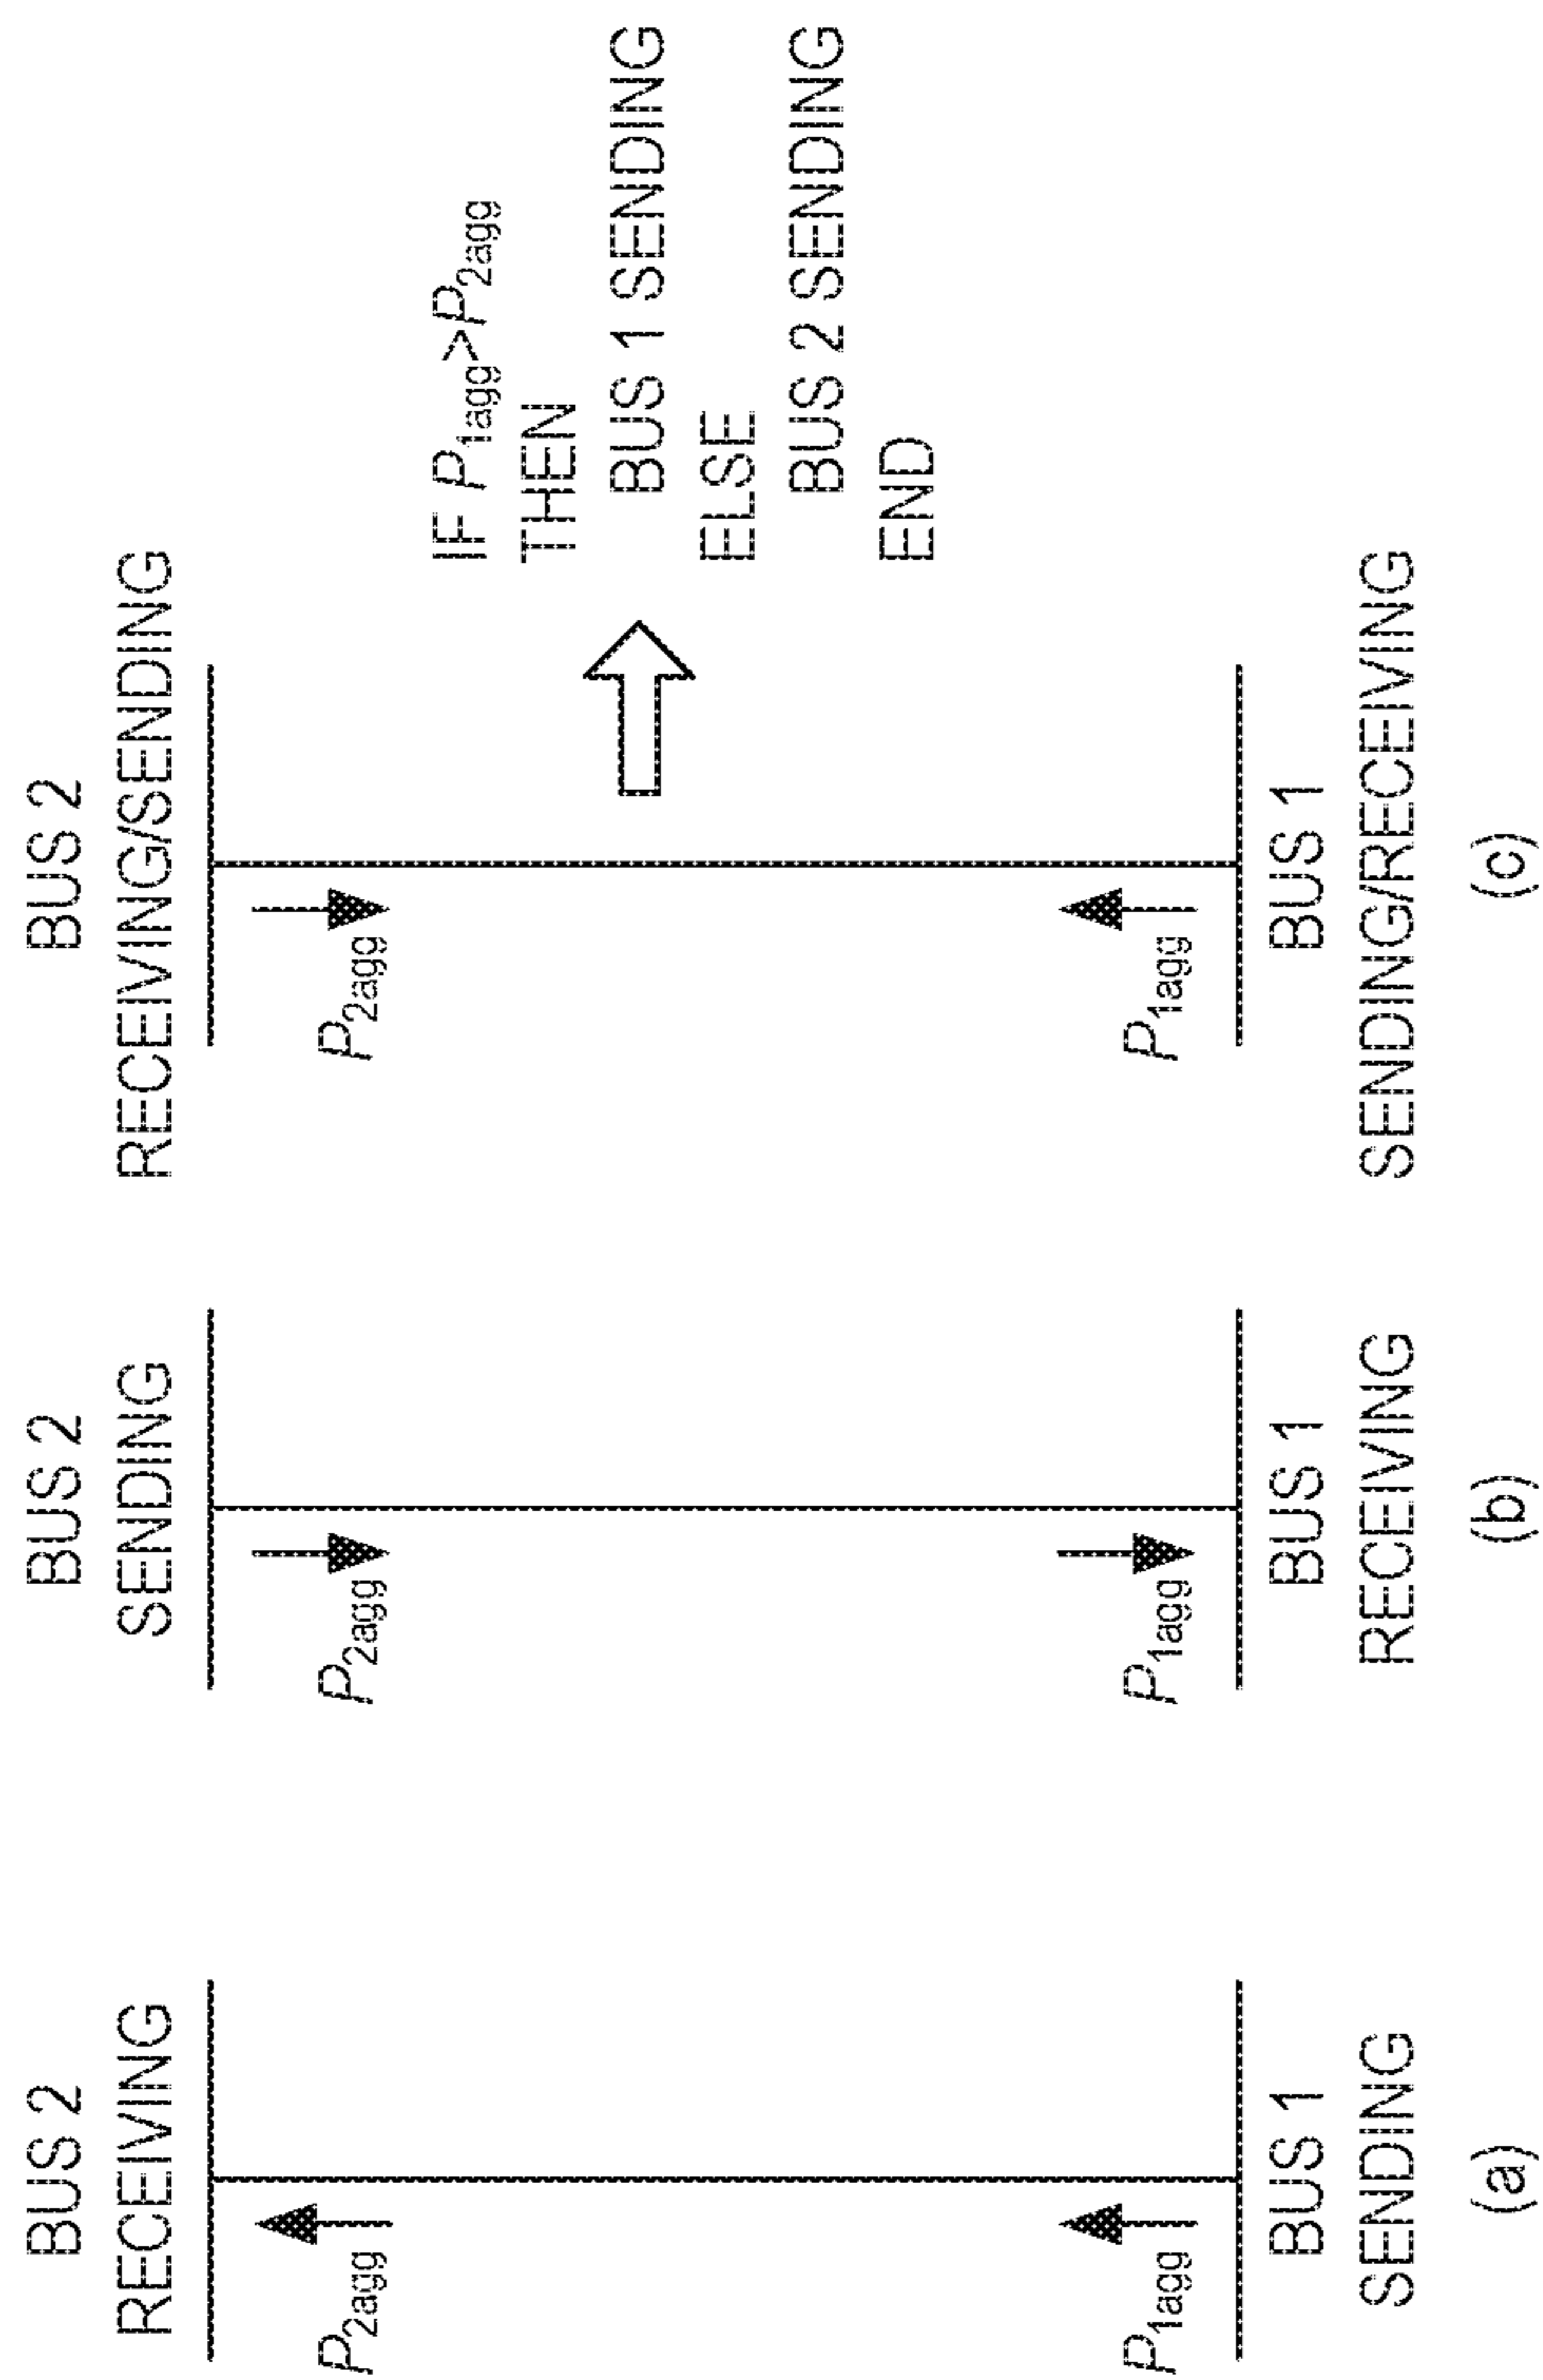 BUS 2
RECEIVING
P2agg
P1agg
BUS 1
SENDING
(a)
BUS 2
SENDING
P2agg
P1agg
BUS 1
RECEIVING
(b)
BUS 2
RECEIVING/SENDING
P2agg
P1agg
BUS 1
SENDING/RECEIVING
(c)
IF P1agg>P2agg
THEN
BUS 1 SENDING
ELSE
BUS 2 SENDING
END